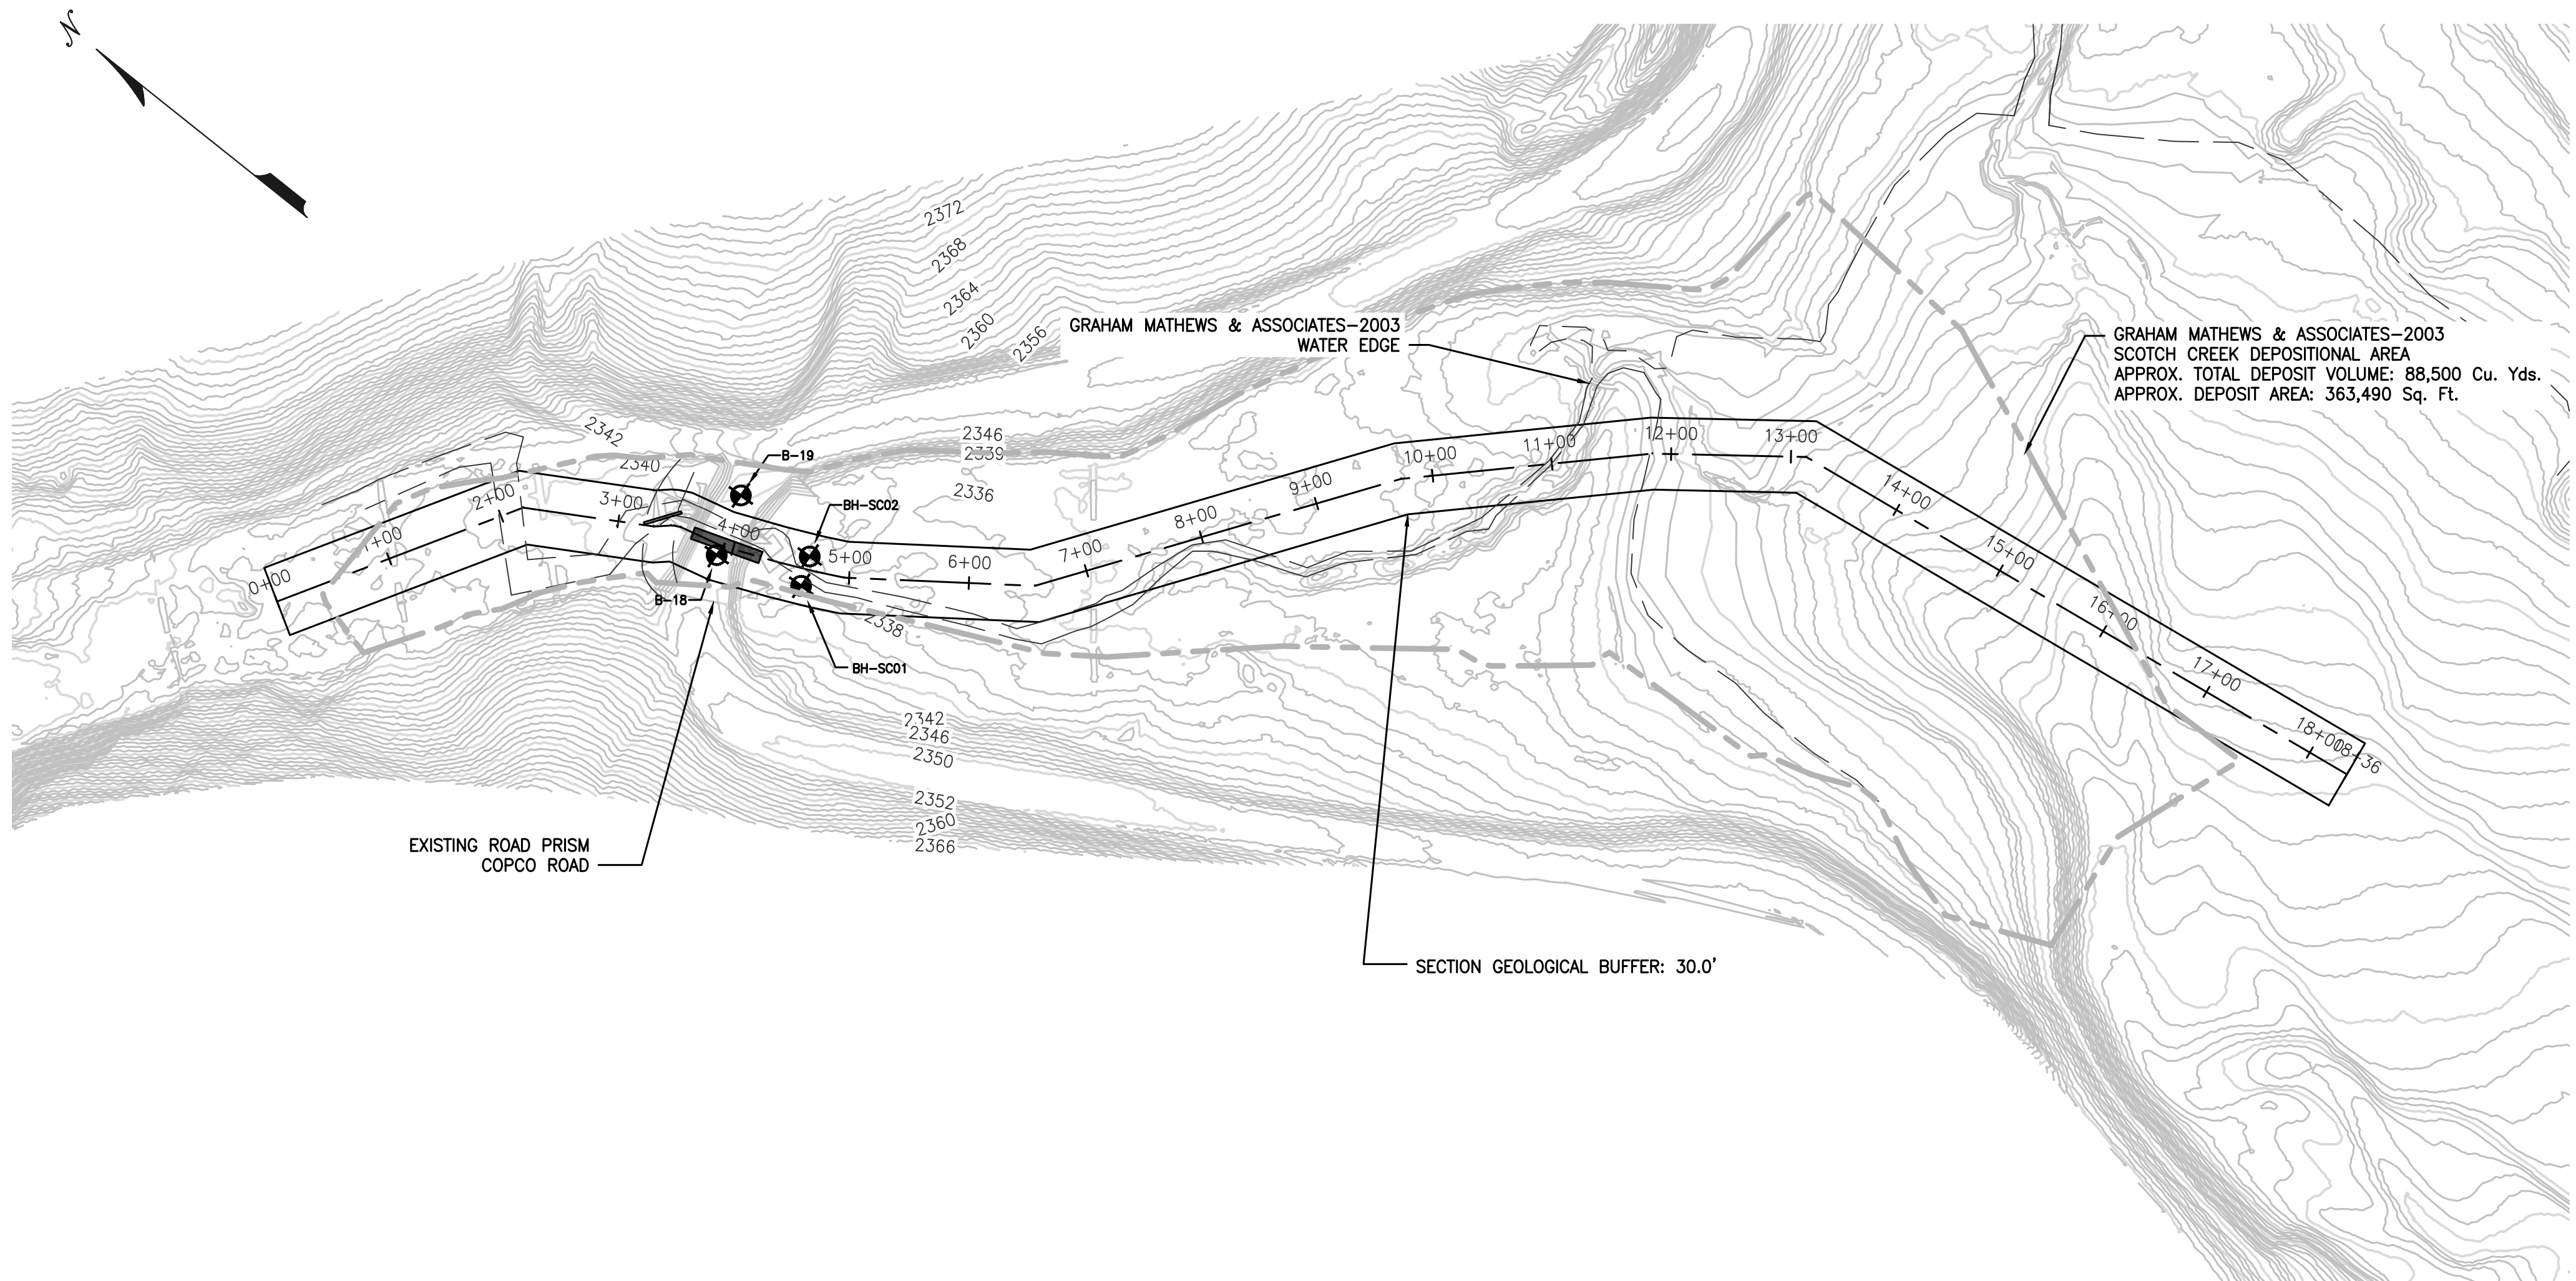 N
2372
2368
2364
2360
2356
GRAHAM MATHEWS & ASSOCIATES-2003
WATER EDGE
GRAHAM MATHEWS & ASSOCIATES-2003
SCOTCH CREEK DEPOSITIONAL AREA
APPROX. TOTAL DEPOSIT VOLUME: 88,500 Cu. Yds.
APPROX. DEPOSIT AREA: 363,490 Sq. Ft.
2342
2340
2346
2339
2336
B-19
BH-SC02
0+00
1+00
2+00
3+00
4+00
5+00
6+00
7+00
8+00
9+00
10+00
11+00
12+00
13+00
14+00
15+00
16+00
17+00
18+00
18+36
B-18
BH-SC01
2338
2342
2346
2350
2352
2360
2366
EXISTING ROAD PRISM
COPCO ROAD
SECTION GEOLOGICAL BUFFER: 30.0'